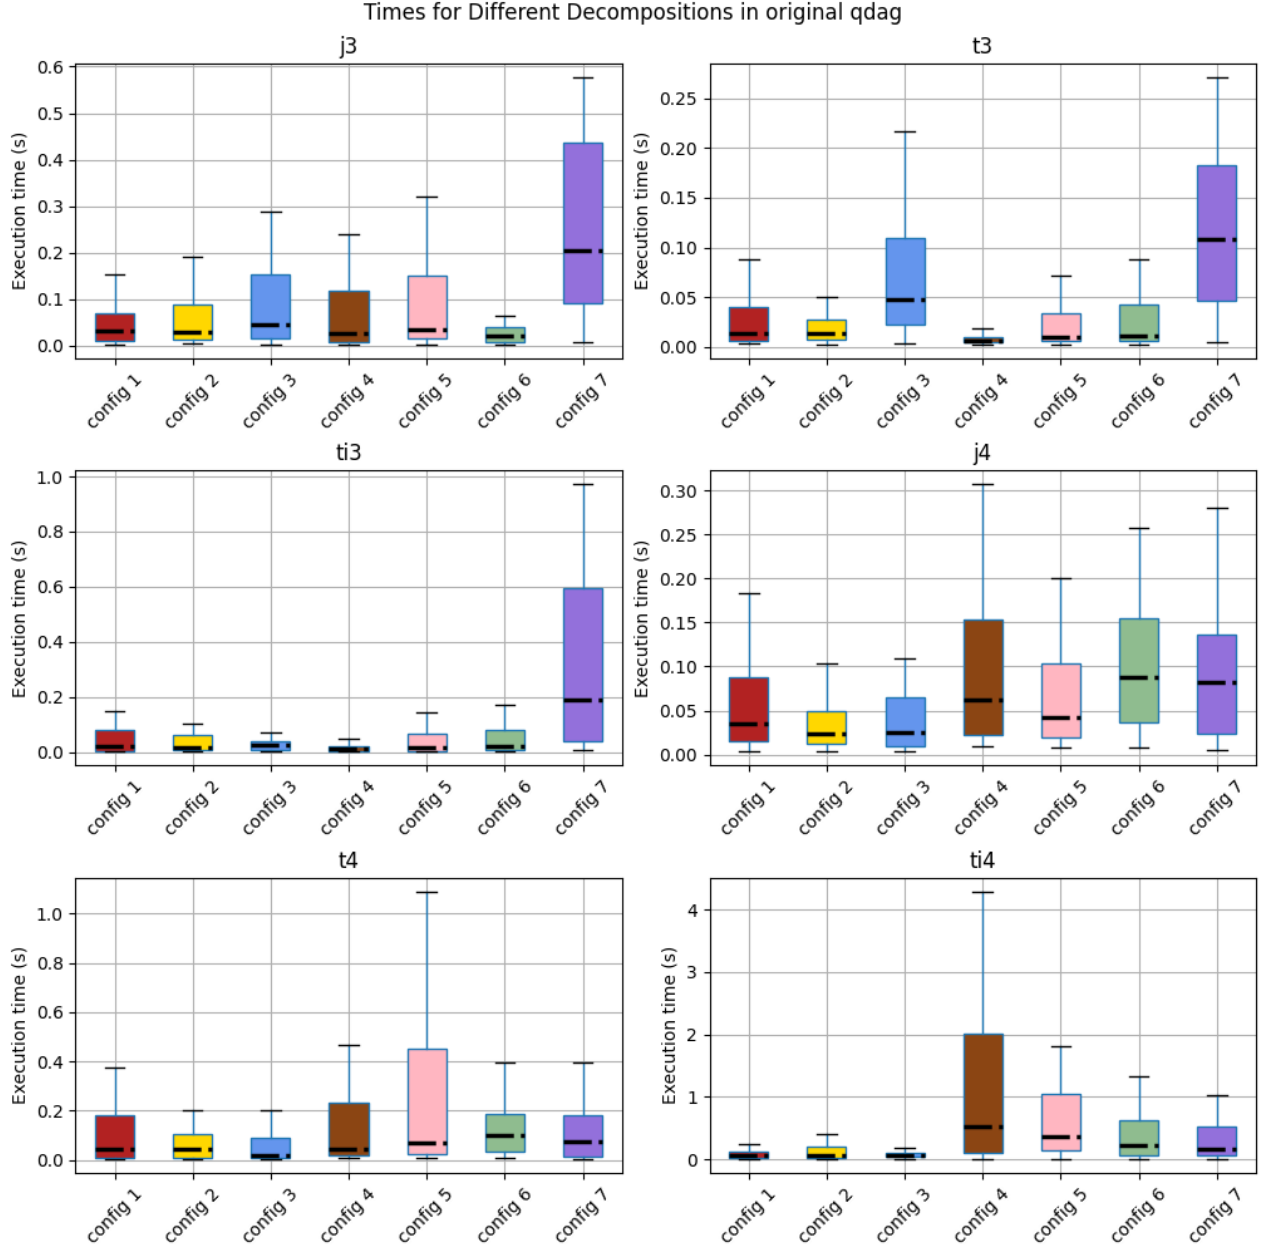 Times for Different Decompositions in original qdag
j3
Execution time (s)
0.6
0.5
0.4
0.3
0.2
0.1
0.0
config 1
config 2
config 3
config 4
config 5
config 6
config 7
t3
Execution time (s)
0.25
0.20
0.15
0.10
0.05
0.00
config 1
config 2
config 3
config 4
config 5
config 6
config 7
ti3
Execution time (s)
1.0
0.8
0.6
0.4
0.2
0.0
config 1
config 2
config 3
config 4
config 5
config 6
config 7
j4
Execution time (s)
0.30
0.25
0.20
0.15
0.10
0.05
0.00
config 1
config 2
config 3
config 4
config 5
config 6
config 7
t4
Execution time (s)
1.0
0.8
0.6
0.4
0.2
0.0
config 1
config 2
config 3
config 4
config 5
config 6
config 7
ti4
Execution time (s)
4
3
2
1
0
config 1
config 2
config 3
config 4
config 5
config 6
config 7